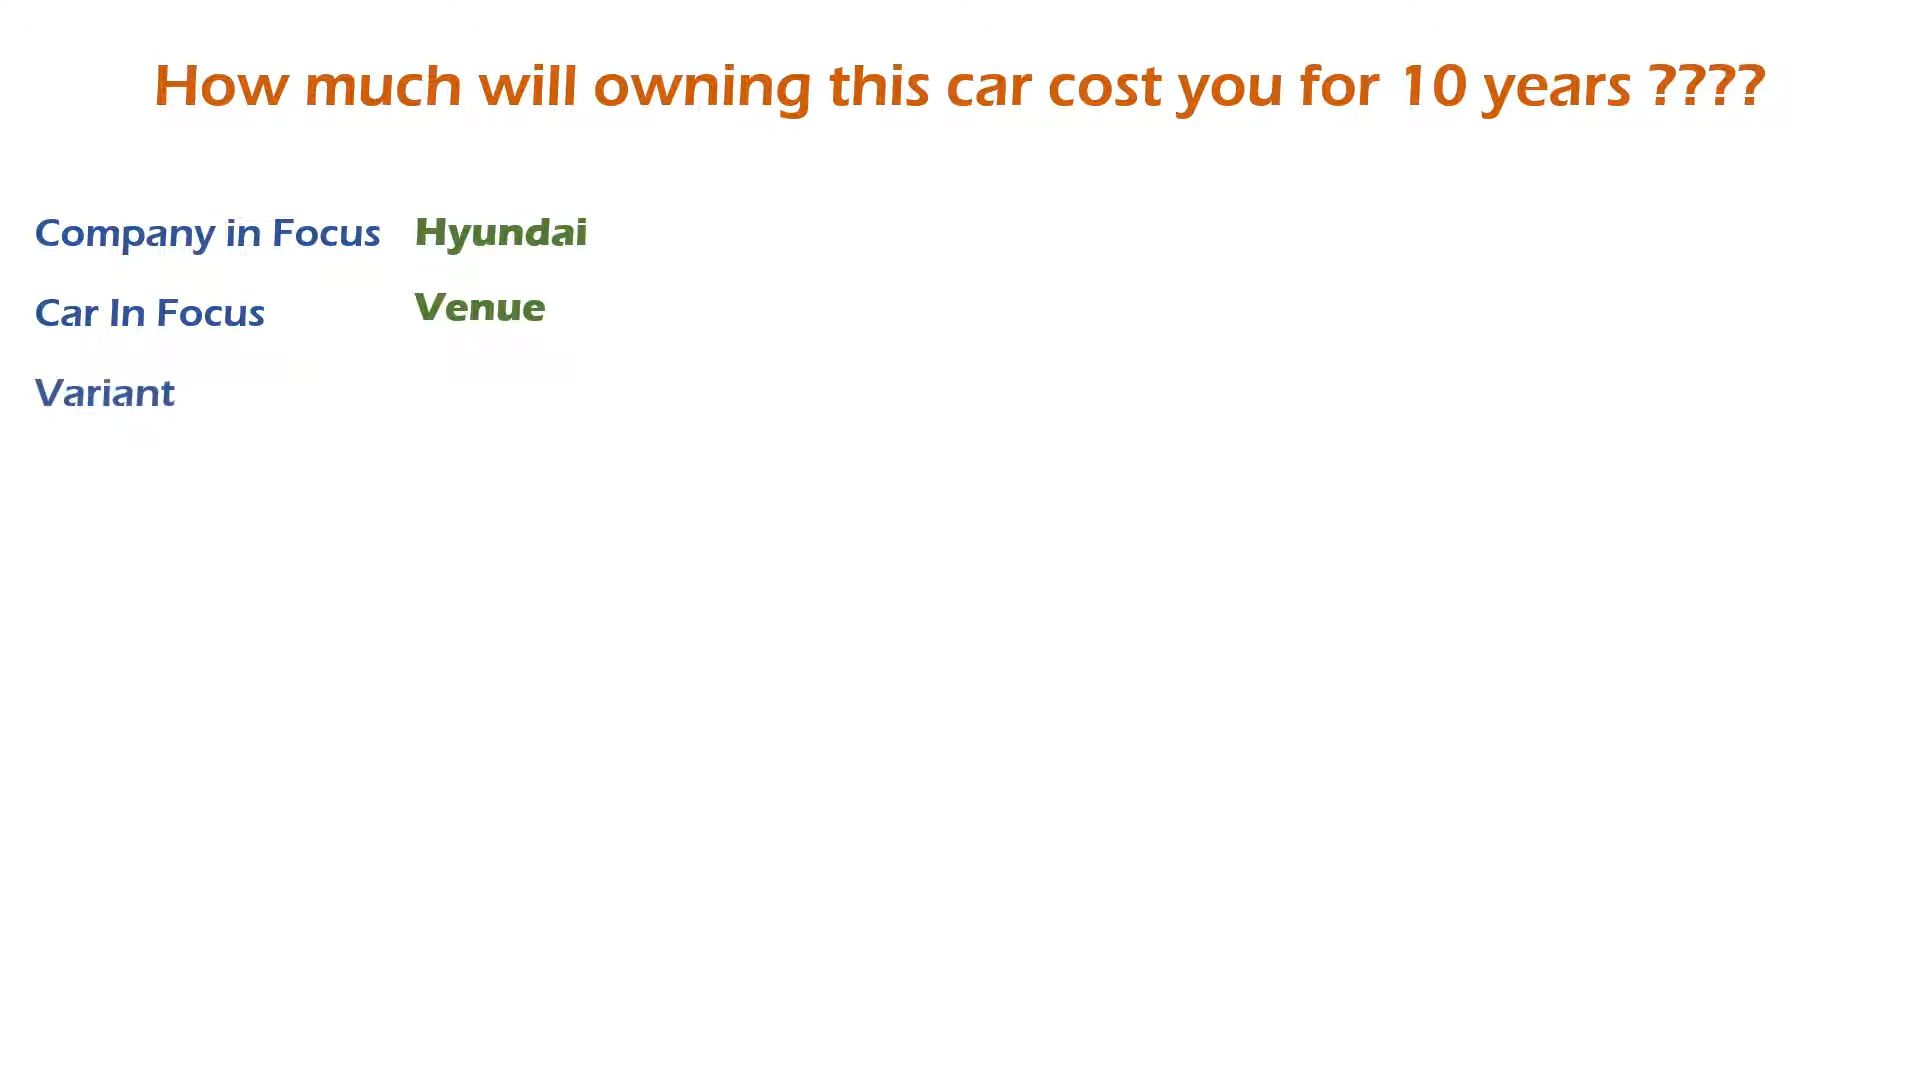 How much will owning this car cost you for 10 years ????
Company in Focus Hyundai
Car In Focus Venue
Variant